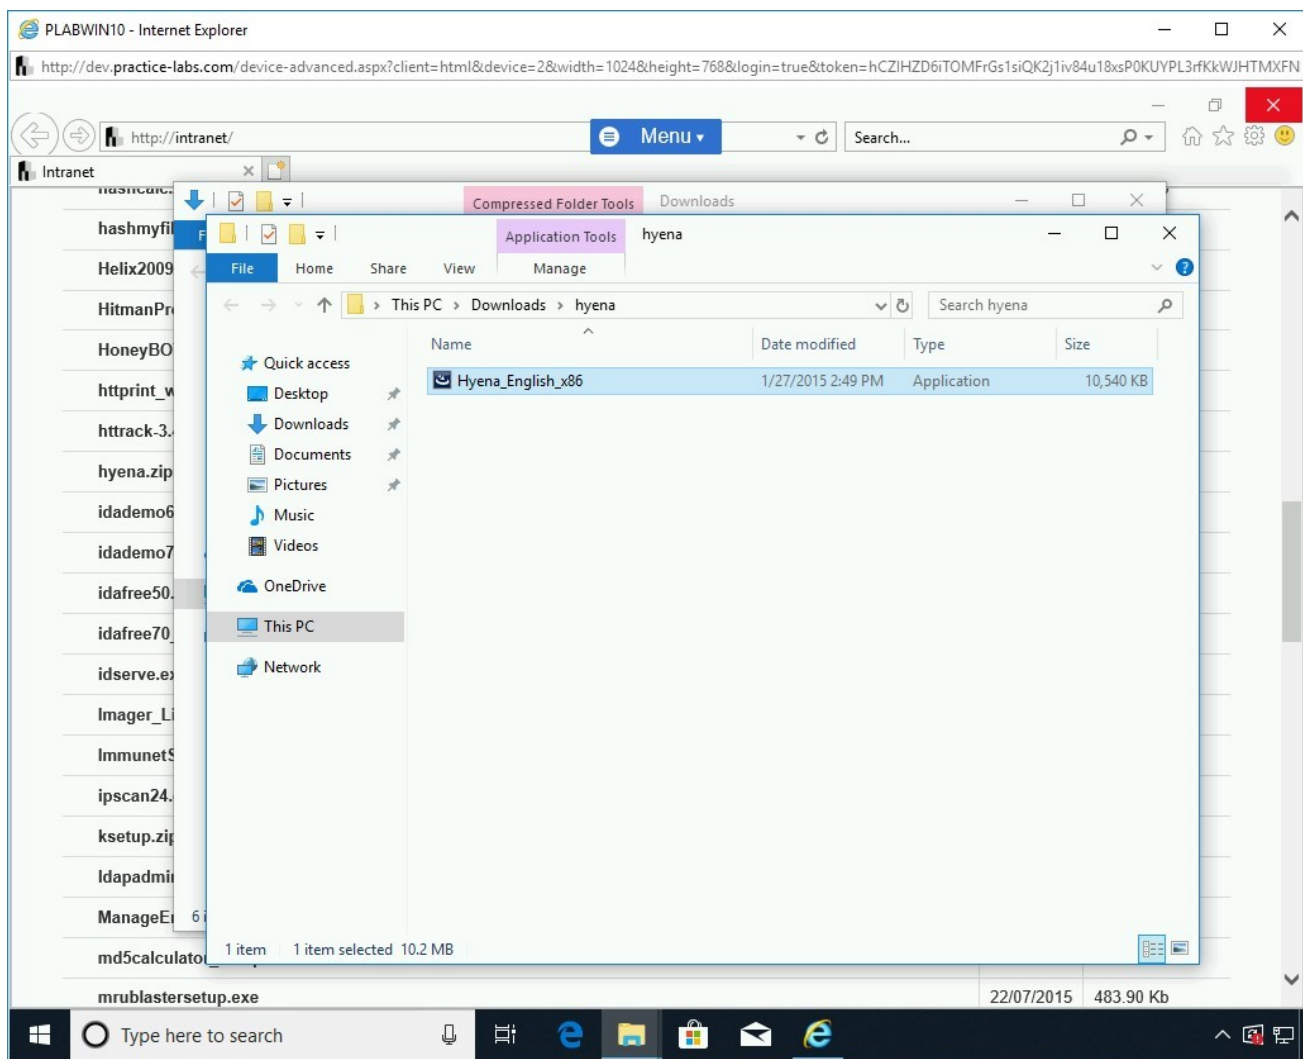 PLABWIN10 - Internet Explorer
http://dev.practice-labs.com/device-advanced.aspx?client=html&device=2&width=1024&height=768&login=true&token=hCZIHZD6iTOMFrGs1siQK2j1iv84u18xsP0KUYPL3rfKkWJHTMXFN
http://intranet/ Menu Search...
Intranet
Compressed Folder Tools Downloads
hashmyfil
Application Tools hyena
Helix2009
File Home Share View Manage
HitmanPr
This PC > Downloads > hyena Search hyena
HoneyBO
Name Date modified Type Size
Quick access
Hyena_English_x86 1/27/2015 2:49 PM Application 10,540 KB
httprint_w
Desktop
httrack-3.
Downloads
Documents
hyena.zip
Pictures
idademo6
Music
idademo7
Videos
idafree50.
OneDrive
idafree70_
This PC
idserve.ex
Network
Imager_Li
ImmunetS
ipscan24.
ksetup.zip
ldapadmi
ManageE
6 i
1 item 1 item selected 10.2 MB
md5calculato
mrublastersetup.exe 22/07/2015 483.90 Kb
Type here to search